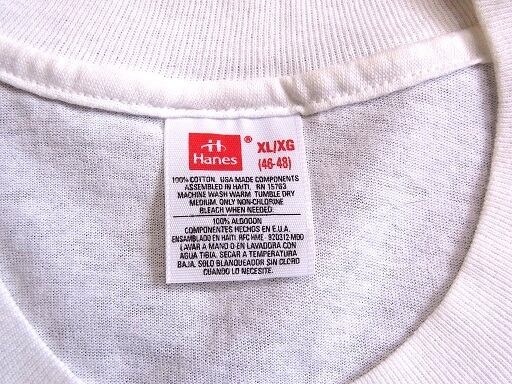 Hanes ®
XL/XG
(46-48)
100% COTTON. USA MADE COMPONENTS
ASSEMBLED IN HAITI. RN 15763
MACHINE WASH WARM. TUMBLE DRY
MEDIUM. ONLY NON-CHLORINE
BLEACH WHEN NEEDED.
100% ALGODON
COMPONENTES HECHOS EN E.U.A.
ENSAMBLADO EN HAITI RFC HME- 920312-MD0
LAVAR A MANO O EN LAVADORA CON
AGUA TIBIA. SECAR A TEMPERATURA
BAJA. SOLO BLANQUEADOR SIN CLORO
CUANDO LO NECESITE.